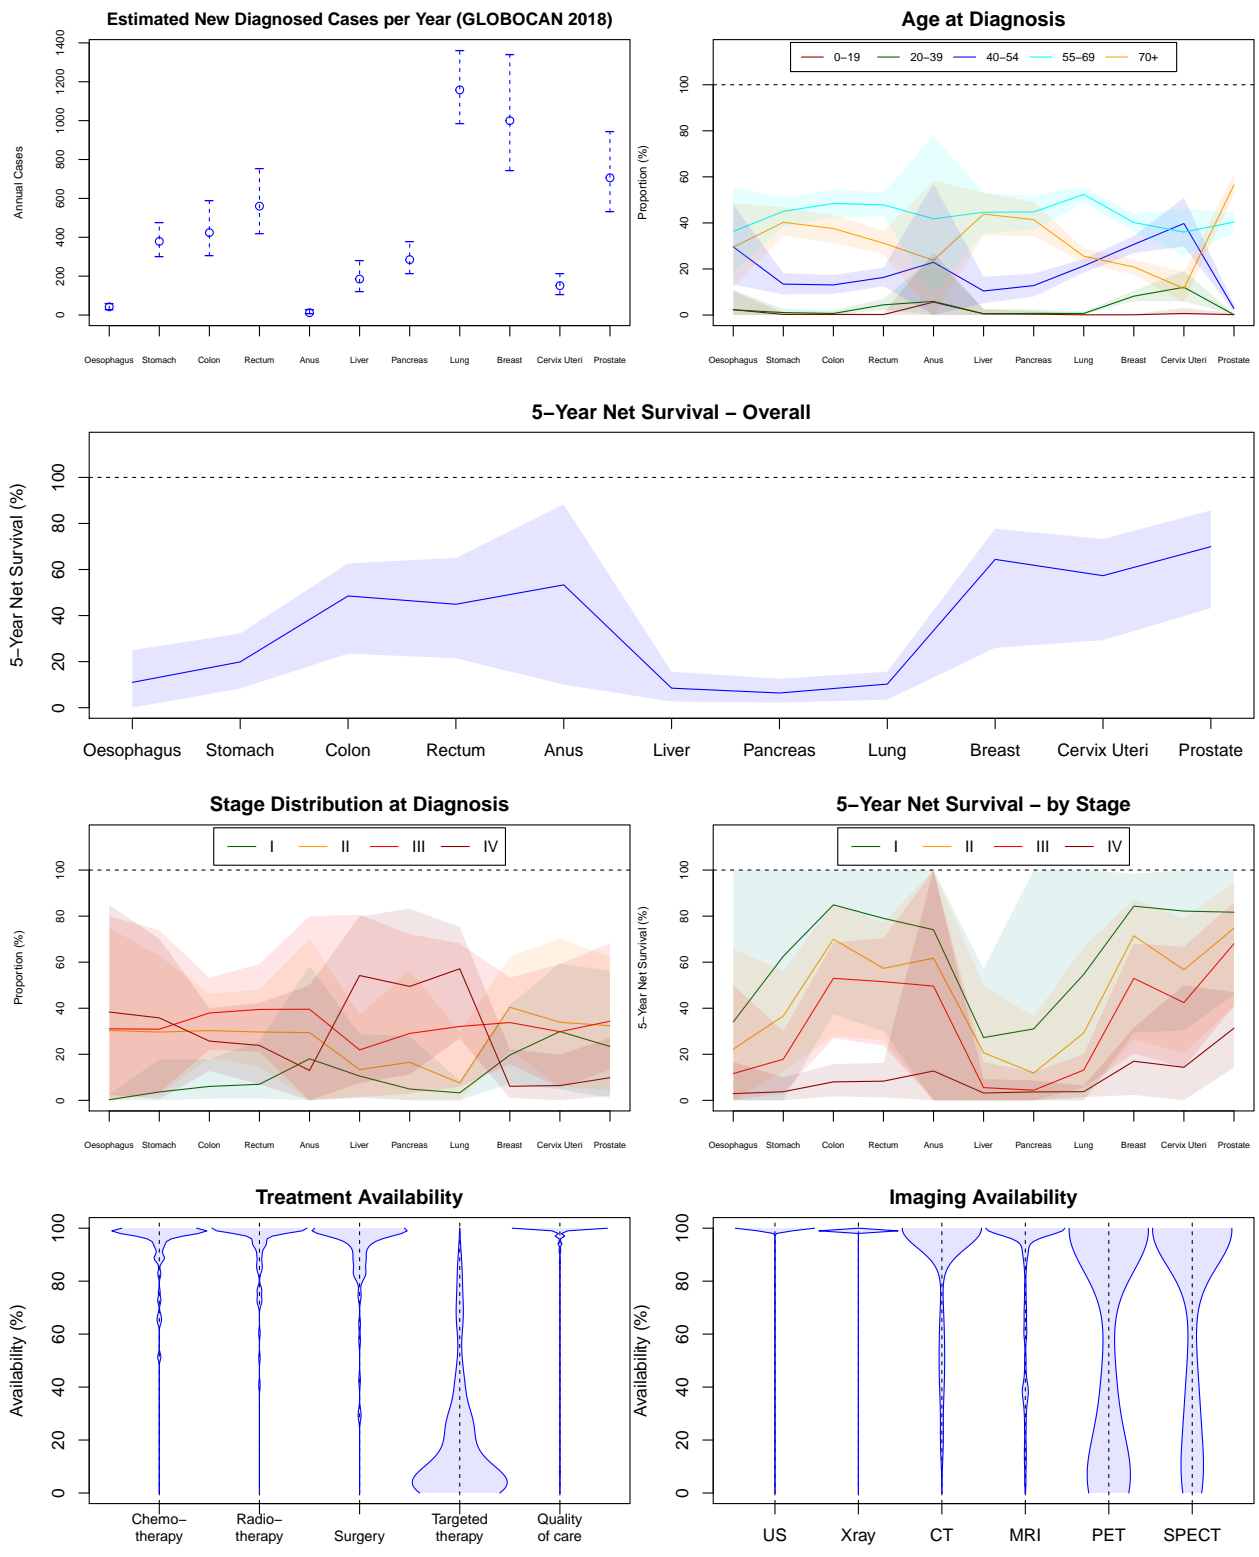 Estimated New Diagnosed Cases per Year (GLOBOCAN 2018)
Annual Cases
0 200 400 600 800 1000 1200 1400
Oesophagus Stomach Colon Rectum Anus Liver Pancreas Lung Breast Cervix Uteri Prostate
Age at Diagnosis
0−19 20−39 40−54 55−69 70+
Proportion (%)
0 20 40 60 80 100
Oesophagus Stomach Colon Rectum Anus Liver Pancreas Lung Breast Cervix Uteri Prostate
5−Year Net Survival − Overall
5−Year Net Survival (%)
0 20 40 60 80 100
Oesophagus Stomach Colon Rectum Anus Liver Pancreas Lung Breast Cervix Uteri Prostate
Stage Distribution at Diagnosis
I II III IV
Proportion (%)
0 20 40 60 80 100
Oesophagus Stomach Colon Rectum Anus Liver Pancreas Lung Breast Cervix Uteri Prostate
5−Year Net Survival − by Stage
I II III IV
5−Year Net Survival (%)
0 20 40 60 80 100
Oesophagus Stomach Colon Rectum Anus Liver Pancreas Lung Breast Cervix Uteri Prostate
Treatment Availability
Availability (%)
0 20 40 60 80 100
Chemo− Radio− Targeted Quality
therapy therapy Surgery therapy of care
Imaging Availability
Availability (%)
0 20 40 60 80 100
US Xray CT MRI PET SPECT